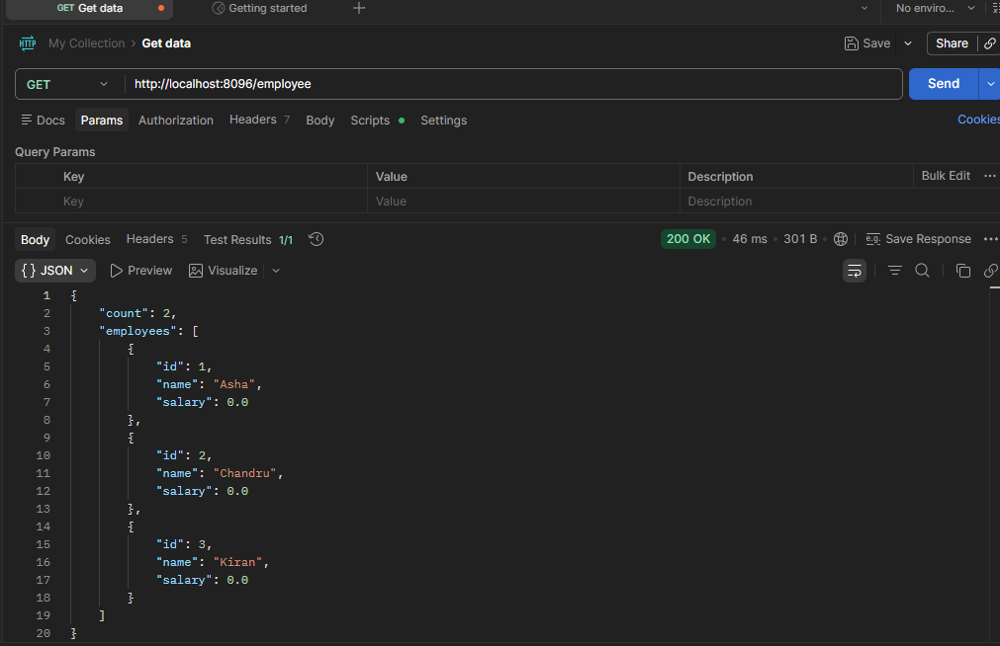 GET Get data Getting started No enviro...
HTTP My Collection > Get data Save Share
GET http://localhost:8096/employee Send
Docs Params Authorization Headers 7 Body Scripts Settings Cookies
Query Params
Key Value Description Bulk Edit ...
Key Value Description
Body Cookies Headers 5 Test Results 1/1 200 OK • 46 ms • 301 B • e.g. Save Response ...
{} JSON Preview Visualize
1 {
2 "count": 2,
3 "employees": [
4 {
5 "id": 1,
6 "name": "Asha",
7 "salary": 0.0
8 },
9 {
10 "id": 2,
11 "name": "Chandru",
12 "salary": 0.0
13 },
14 {
15 "id": 3,
16 "name": "Kiran",
17 "salary": 0.0
18 }
19 ]
20 }